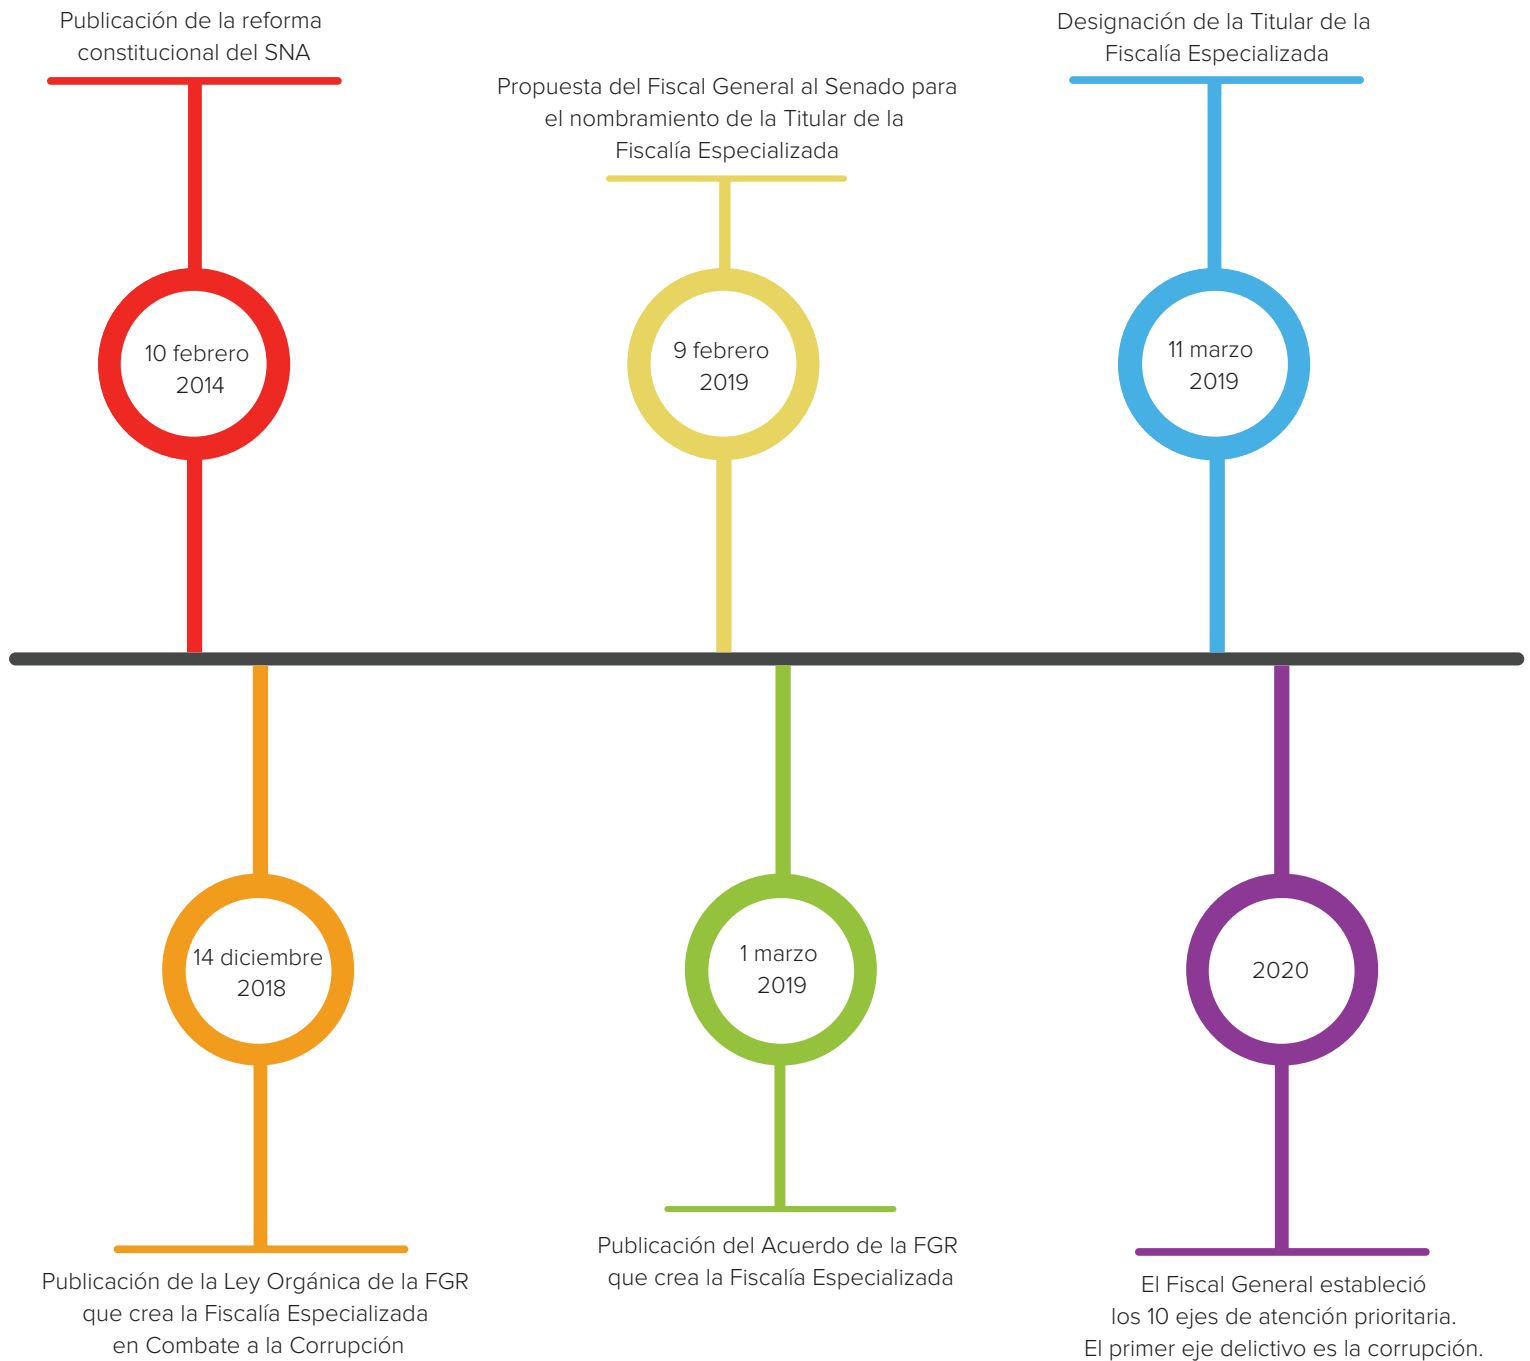 Publicación de la reforma
constitucional del SNA
10 febrero
2014
Propuesta del Fiscal General al Senado para
el nombramiento de la Titular de la
Fiscalía Especializada
9 febrero
2019
Designación de la Titular de la
Fiscalía Especializada
11 marzo
2019
14 diciembre
2018
Publicación de la Ley Orgánica de la FGR
que crea la Fiscalía Especializada
en Combate a la Corrupción
1 marzo
2019
Publicación del Acuerdo de la FGR
que crea la Fiscalía Especializada
2020
El Fiscal General estableció
los 10 ejes de atención prioritaria.
El primer eje delictivo es la corrupción.